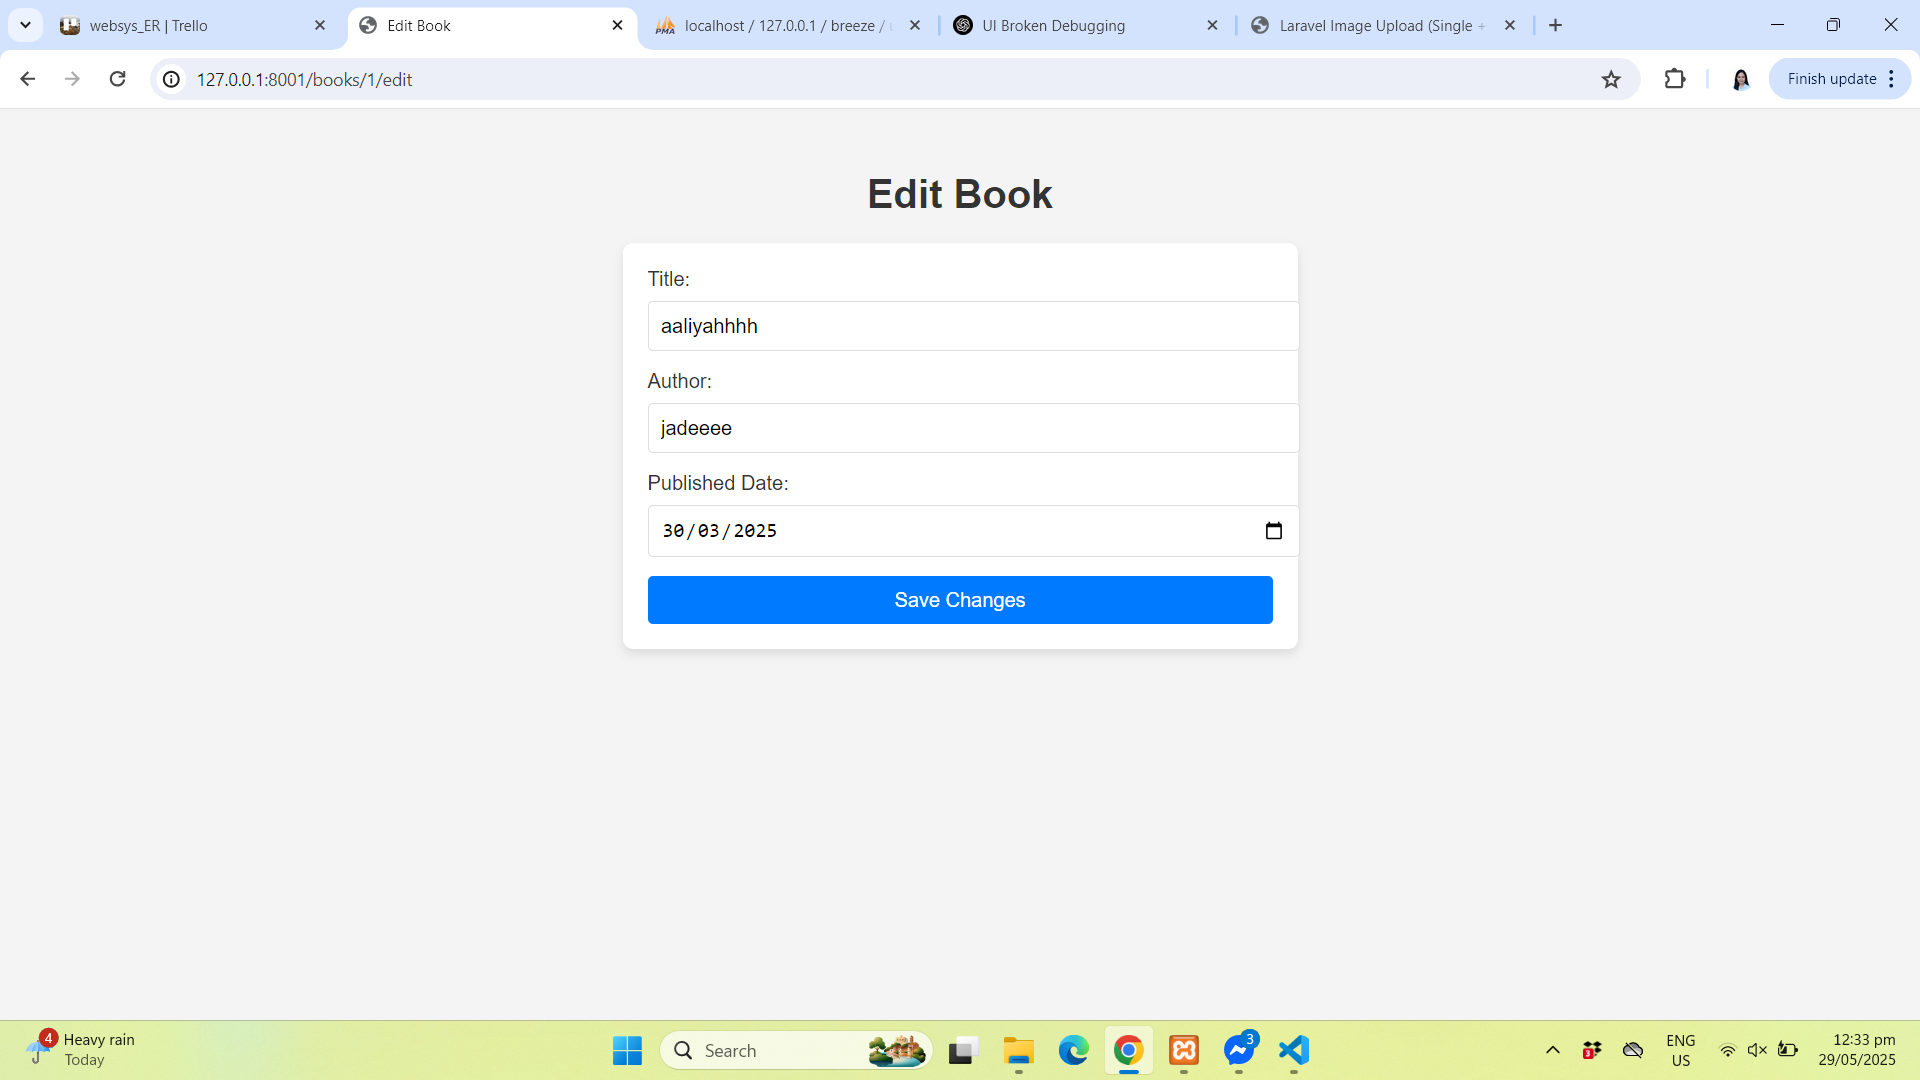 websys_ER | Trello
Edit Book
localhost / 127.0.0.1 / breeze /
UI Broken Debugging
Laravel Image Upload (Single +
127.0.0.1:8001/books/1/edit
Finish update
Edit Book
Title:
aaliyahhhh
Author:
jadeeee
Published Date:
30/03/2025
Save Changes
4
Heavy rain
Today
Search
3
3
ENG
US
12:33 pm
29/05/2025